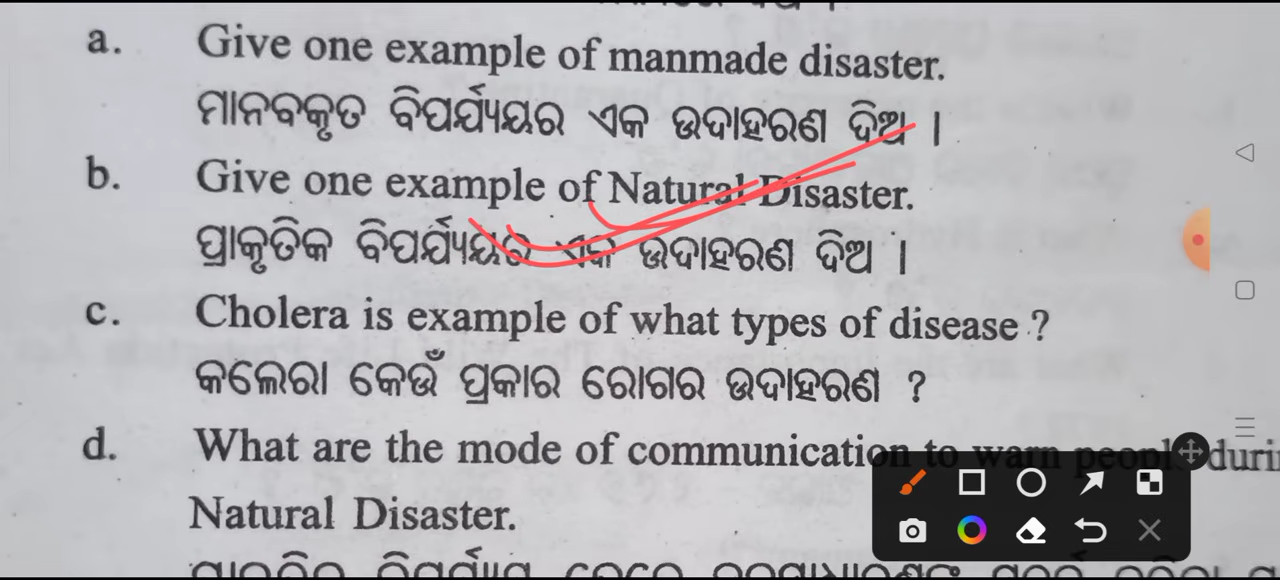 a. Give one example of manmade disaster.
ମାନବକୃତ ବିପର୍ଯ୍ୟୟର ଏକ ଉଦାହରଣ ଦିଅ ।
b. Give one example of Natural Disaster.
ପ୍ରାକୃତିକ ବିପର୍ଯ୍ୟୟର ଏକ ଉଦାହରଣ ଦିଅ ।
c. Cholera is example of what types of disease ?
କଲେରା କେଉଁ ପ୍ରକାର ରୋଗର ଉଦାହରଣ ?
d. What are the mode of communication to warn
Natural Disaster.